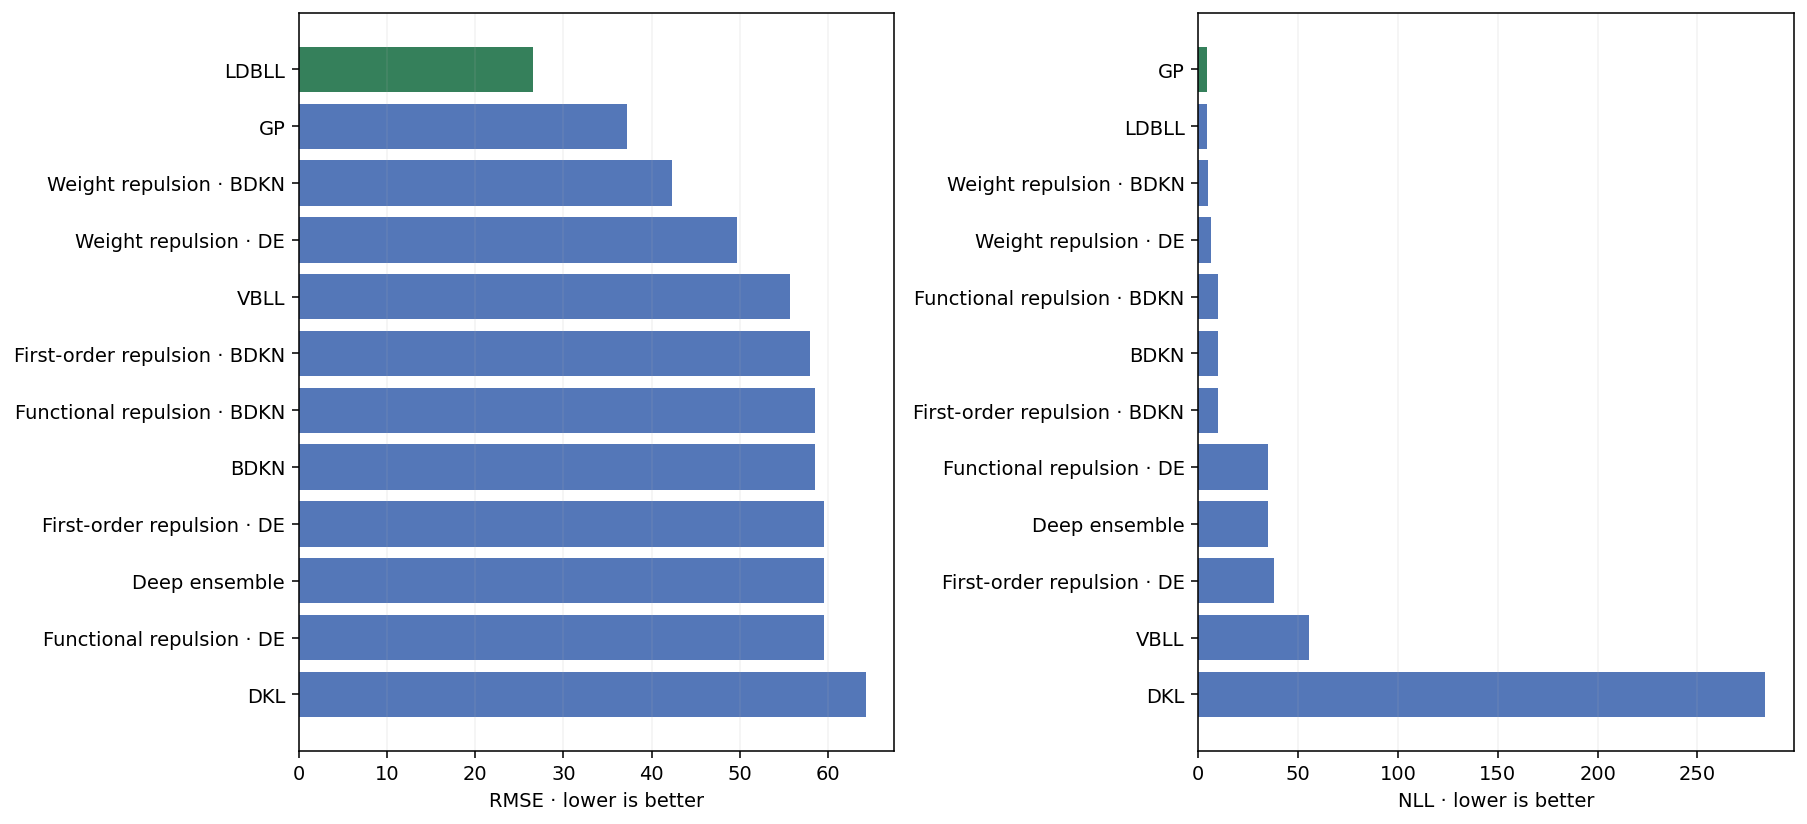 LDBLL
GP
Weight repulsion · BDKN
Weight repulsion · DE
VBLL
First-order repulsion · BDKN
Functional repulsion · BDKN
BDKN
First-order repulsion · DE
Deep ensemble
Functional repulsion · DE
DKL
0 10 20 30 40 50 60
RMSE · lower is better
GP
LDBLL
Weight repulsion · BDKN
Weight repulsion · DE
Functional repulsion · BDKN
BDKN
First-order repulsion · BDKN
Functional repulsion · DE
Deep ensemble
First-order repulsion · DE
VBLL
DKL
0 50 100 150 200 250
NLL · lower is better